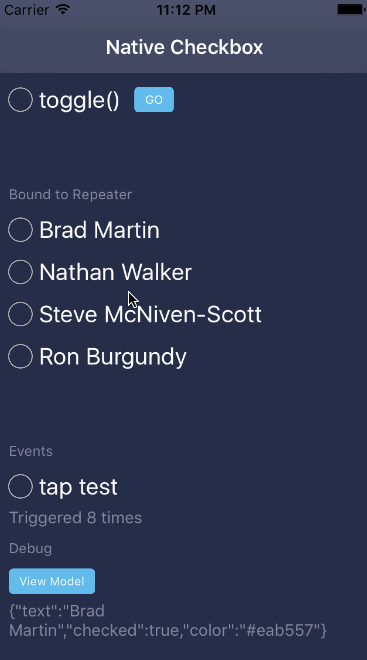 Carrier 11:12 PM
Native Checkbox
toggle() GO
Bound to Repeater
Brad Martin
Nathan Walker
Steve McNiven-Scott
Ron Burgundy
Events
tap test
Triggered 8 times
Debug
View Model
{"text":"Brad
Martin","checked":true,"color":"#eab557"}